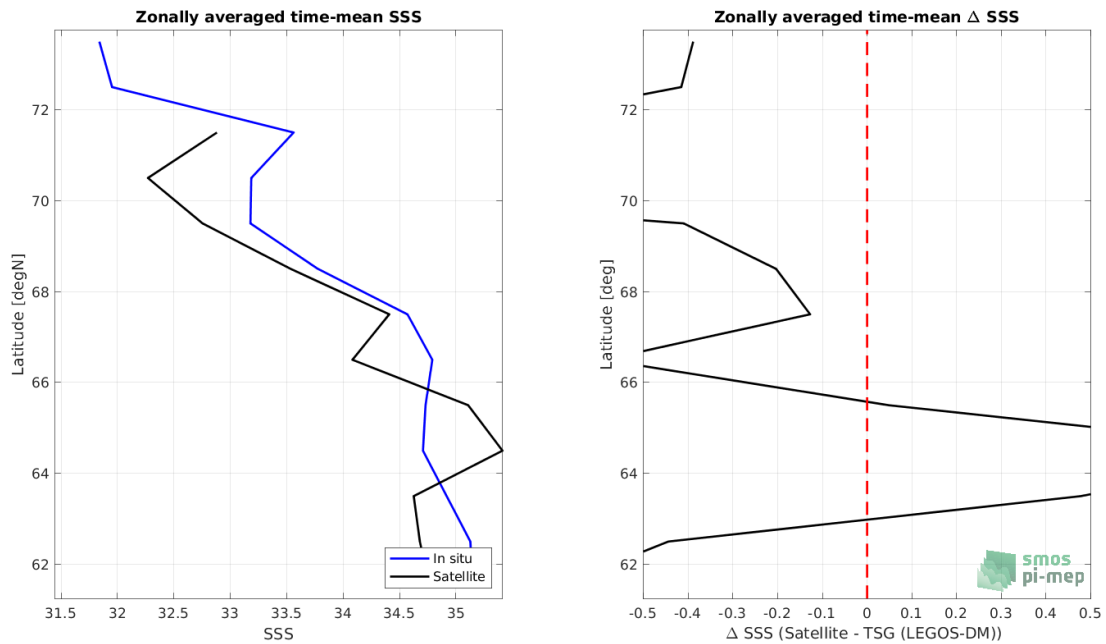 Zonally averaged time-mean SSS
72
70
68
66
64
62
Latitude [degN]
31.5 32 32.5 33 33.5 34 34.5 35
SSS
In situ
Satellite
Zonally averaged time-mean Δ SSS
72
70
68
66
64
62
Latitude [deg]
-0.5 -0.4 -0.3 -0.2 -0.1 0 0.1 0.2 0.3 0.4 0.5
Δ SSS (Satellite - TSG (LEGOS-DM))
smos
pi-mep